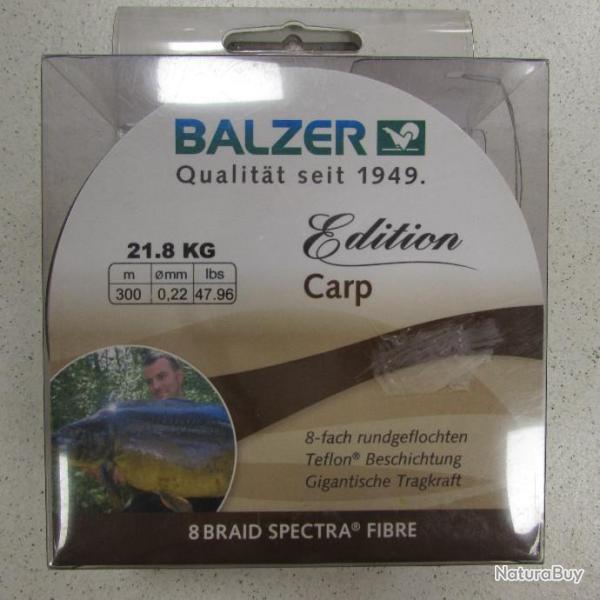 BALZER
Qualität seit 1949.
21.8 KG
m ømm lbs
300 0,22 47.96
Edition
Carp
8-fach rundgeflochten
Teflon® Beschichtung
Gigantische Tragkraft
8 BRAID SPECTRA® FIBRE
NaturaBuy